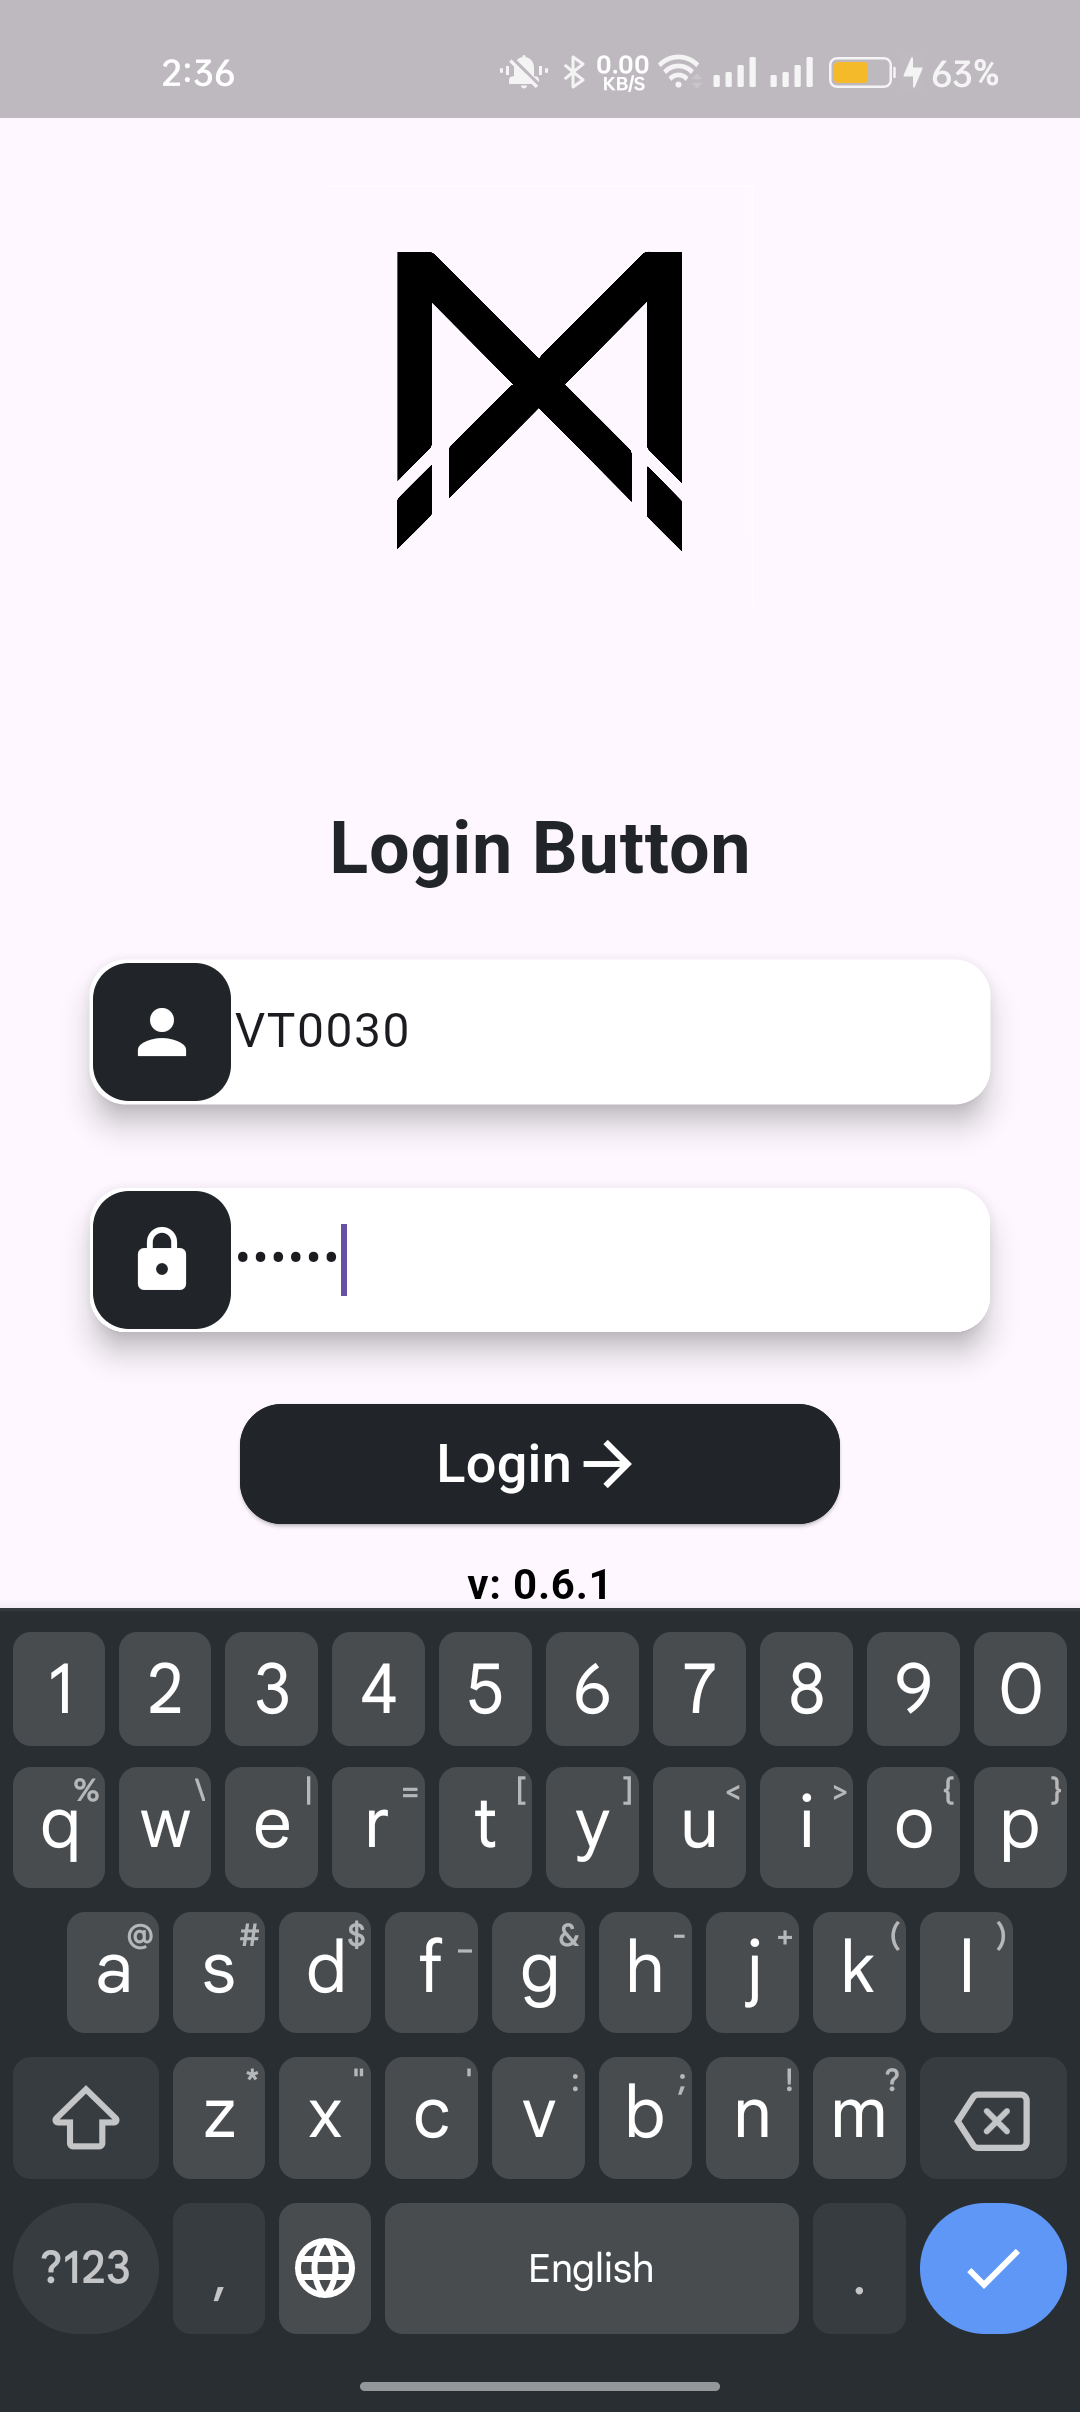 2:36 0.00 KB/S 63%
Login Button
VT0030
••••••
Login
v: 0.6.1
1 2 3 4 5 6 7 8 9 0
% \ | = [ ] < > { }
q w e r t y u i o p
@ # $ _ & - + ( )
a s d f g h j k l
* " ' : ; ! ?
z x c v b n m
?123 , English .